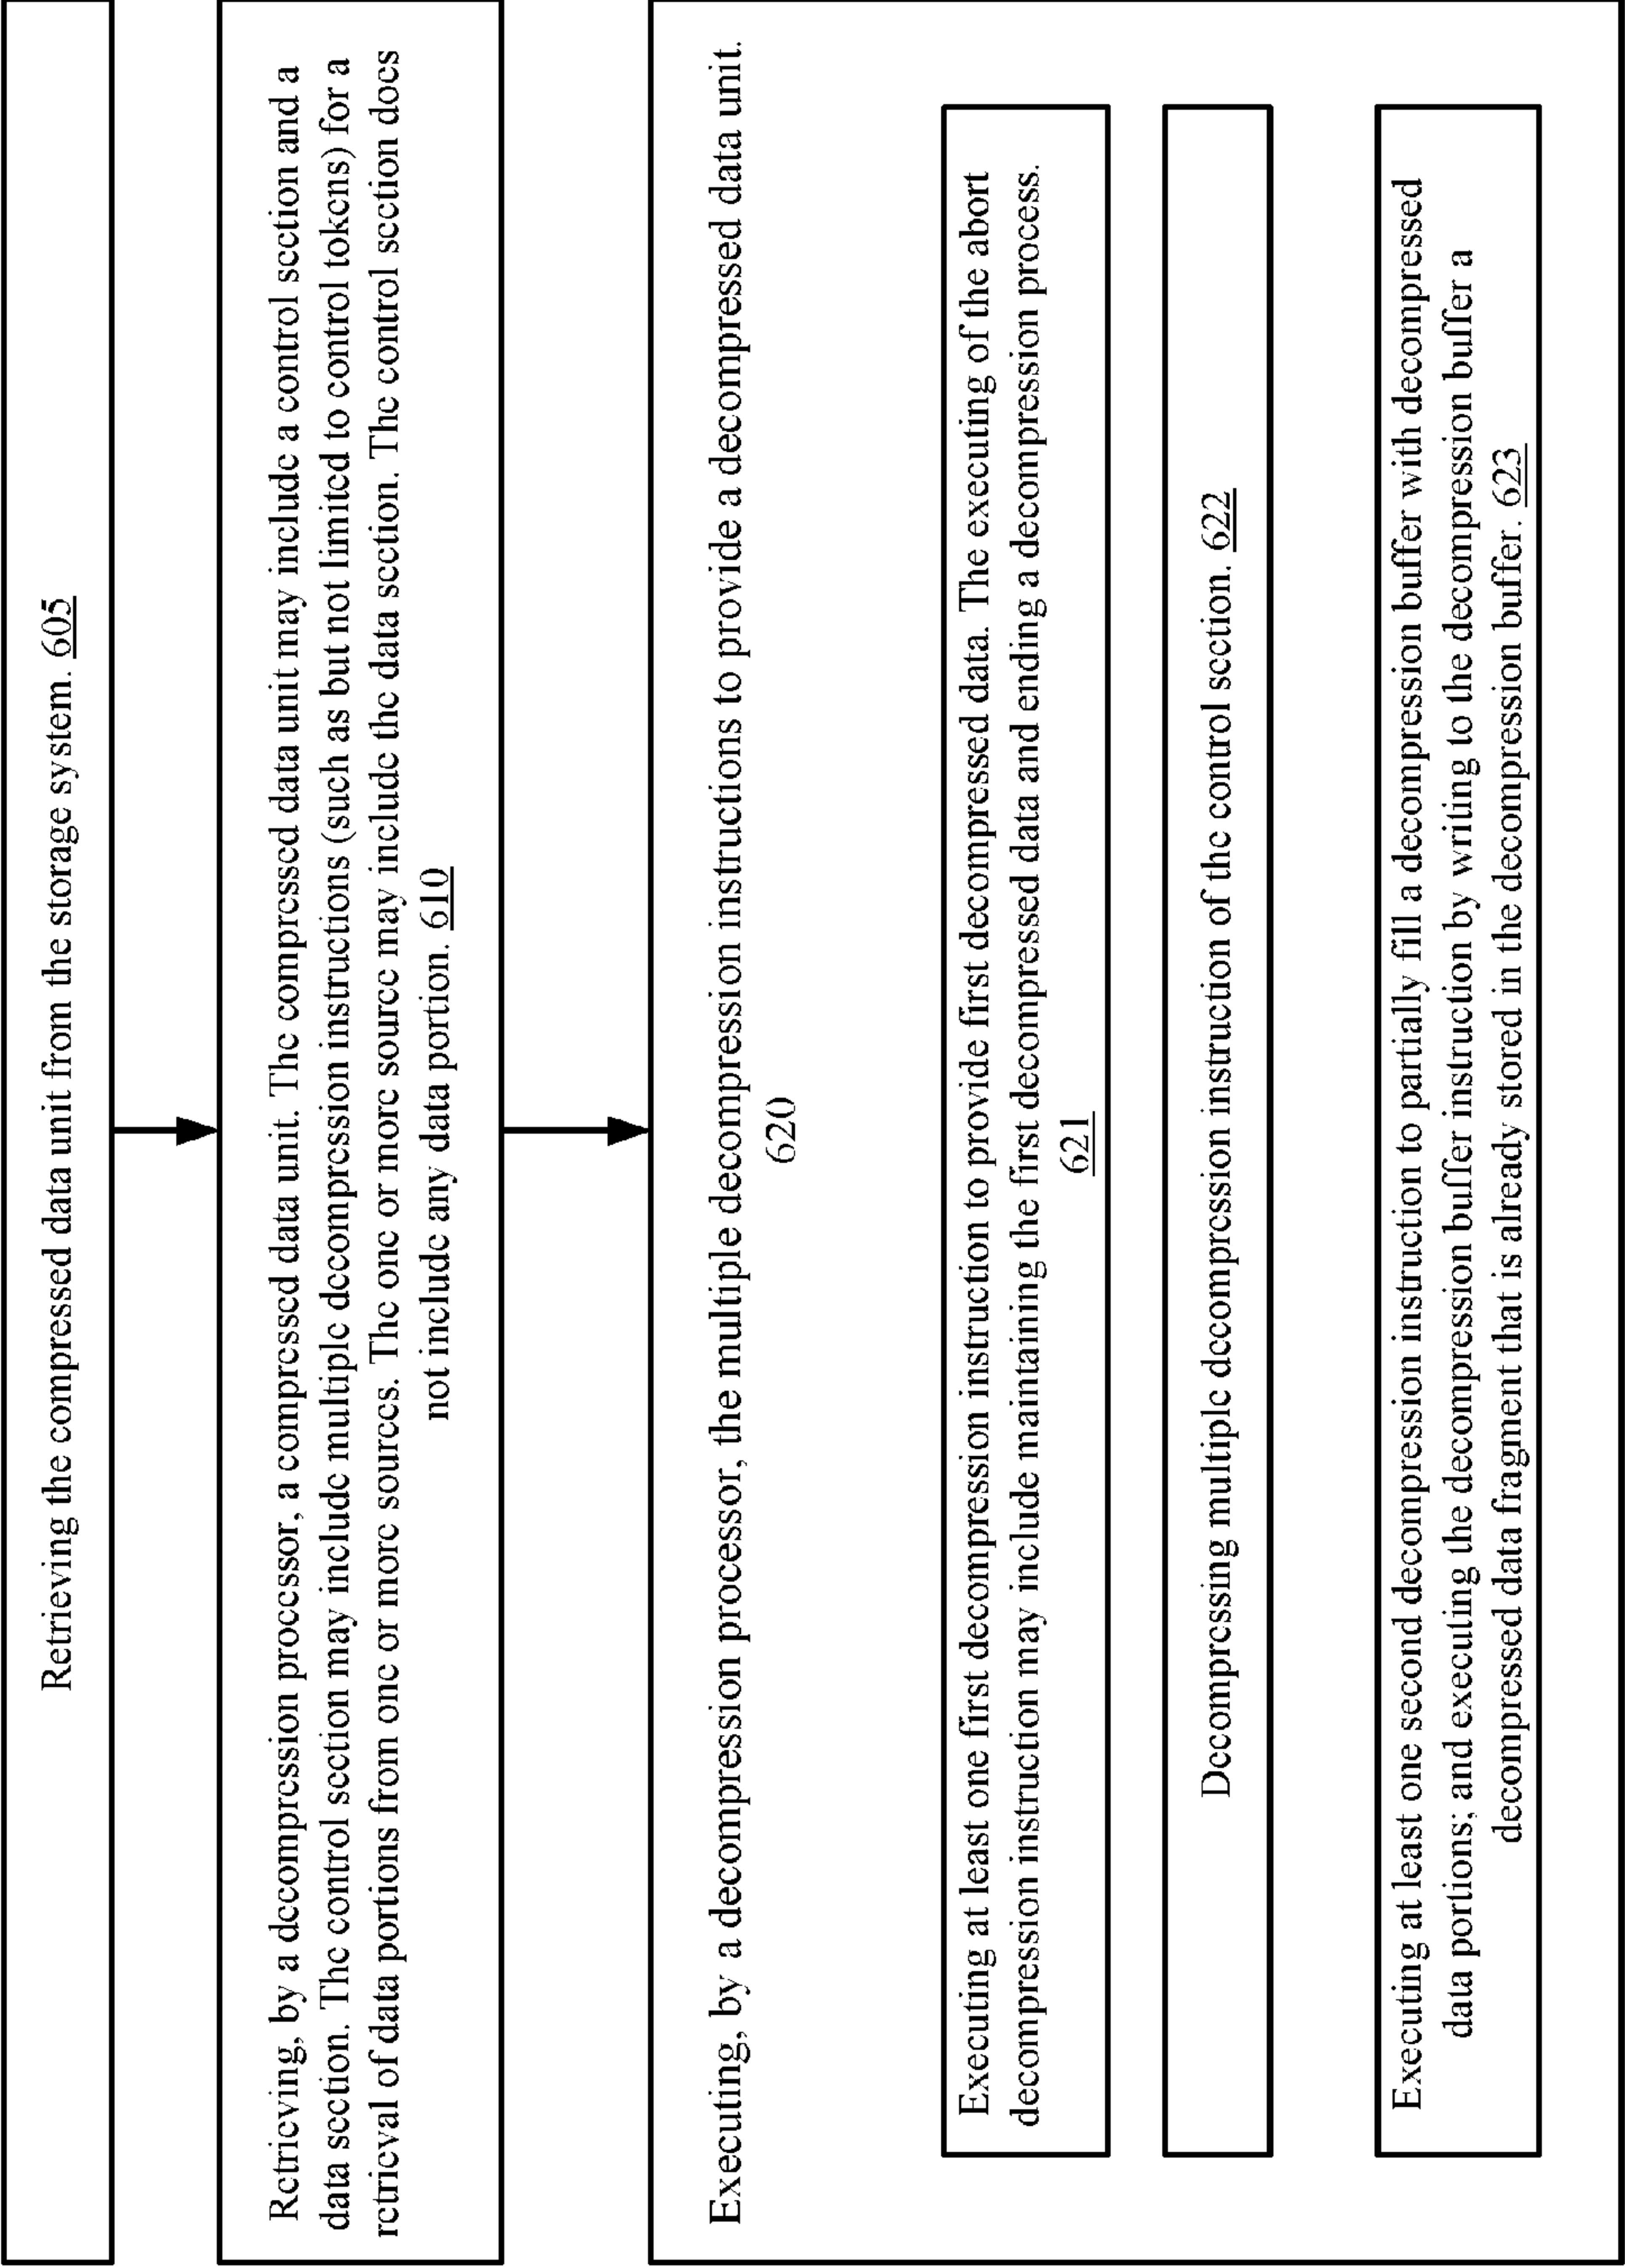 Retrieving the compressed data unit from the storage system. 605
Retrieving, by a decompression processor, a compressed data unit. The compressed data unit may include a control section and a
data section. The control section may include multiple decompression instructions (such as but not limited to control tokens) for a
retrieval of data portions from one or more sources. The one or more source may include the data section. The control section does
not include any data portion. 610
Executing, by a decompression processor, the multiple decompression instructions to provide a decompressed data unit.
620
Executing at least one first decompression instruction to provide first decompressed data. The executing of the abort
decompression instruction may include maintaining the first decompressed data and ending a decompression process.
621
Decompressing multiple decompression instruction of the control section. 622
Executing at least one second decompression instruction to partially fill a decompression buffer with decompressed
data portions; and executing the decompression buffer instruction by writing to the decompression buffer a
decompressed data fragment that is already stored in the decompression buffer. 623